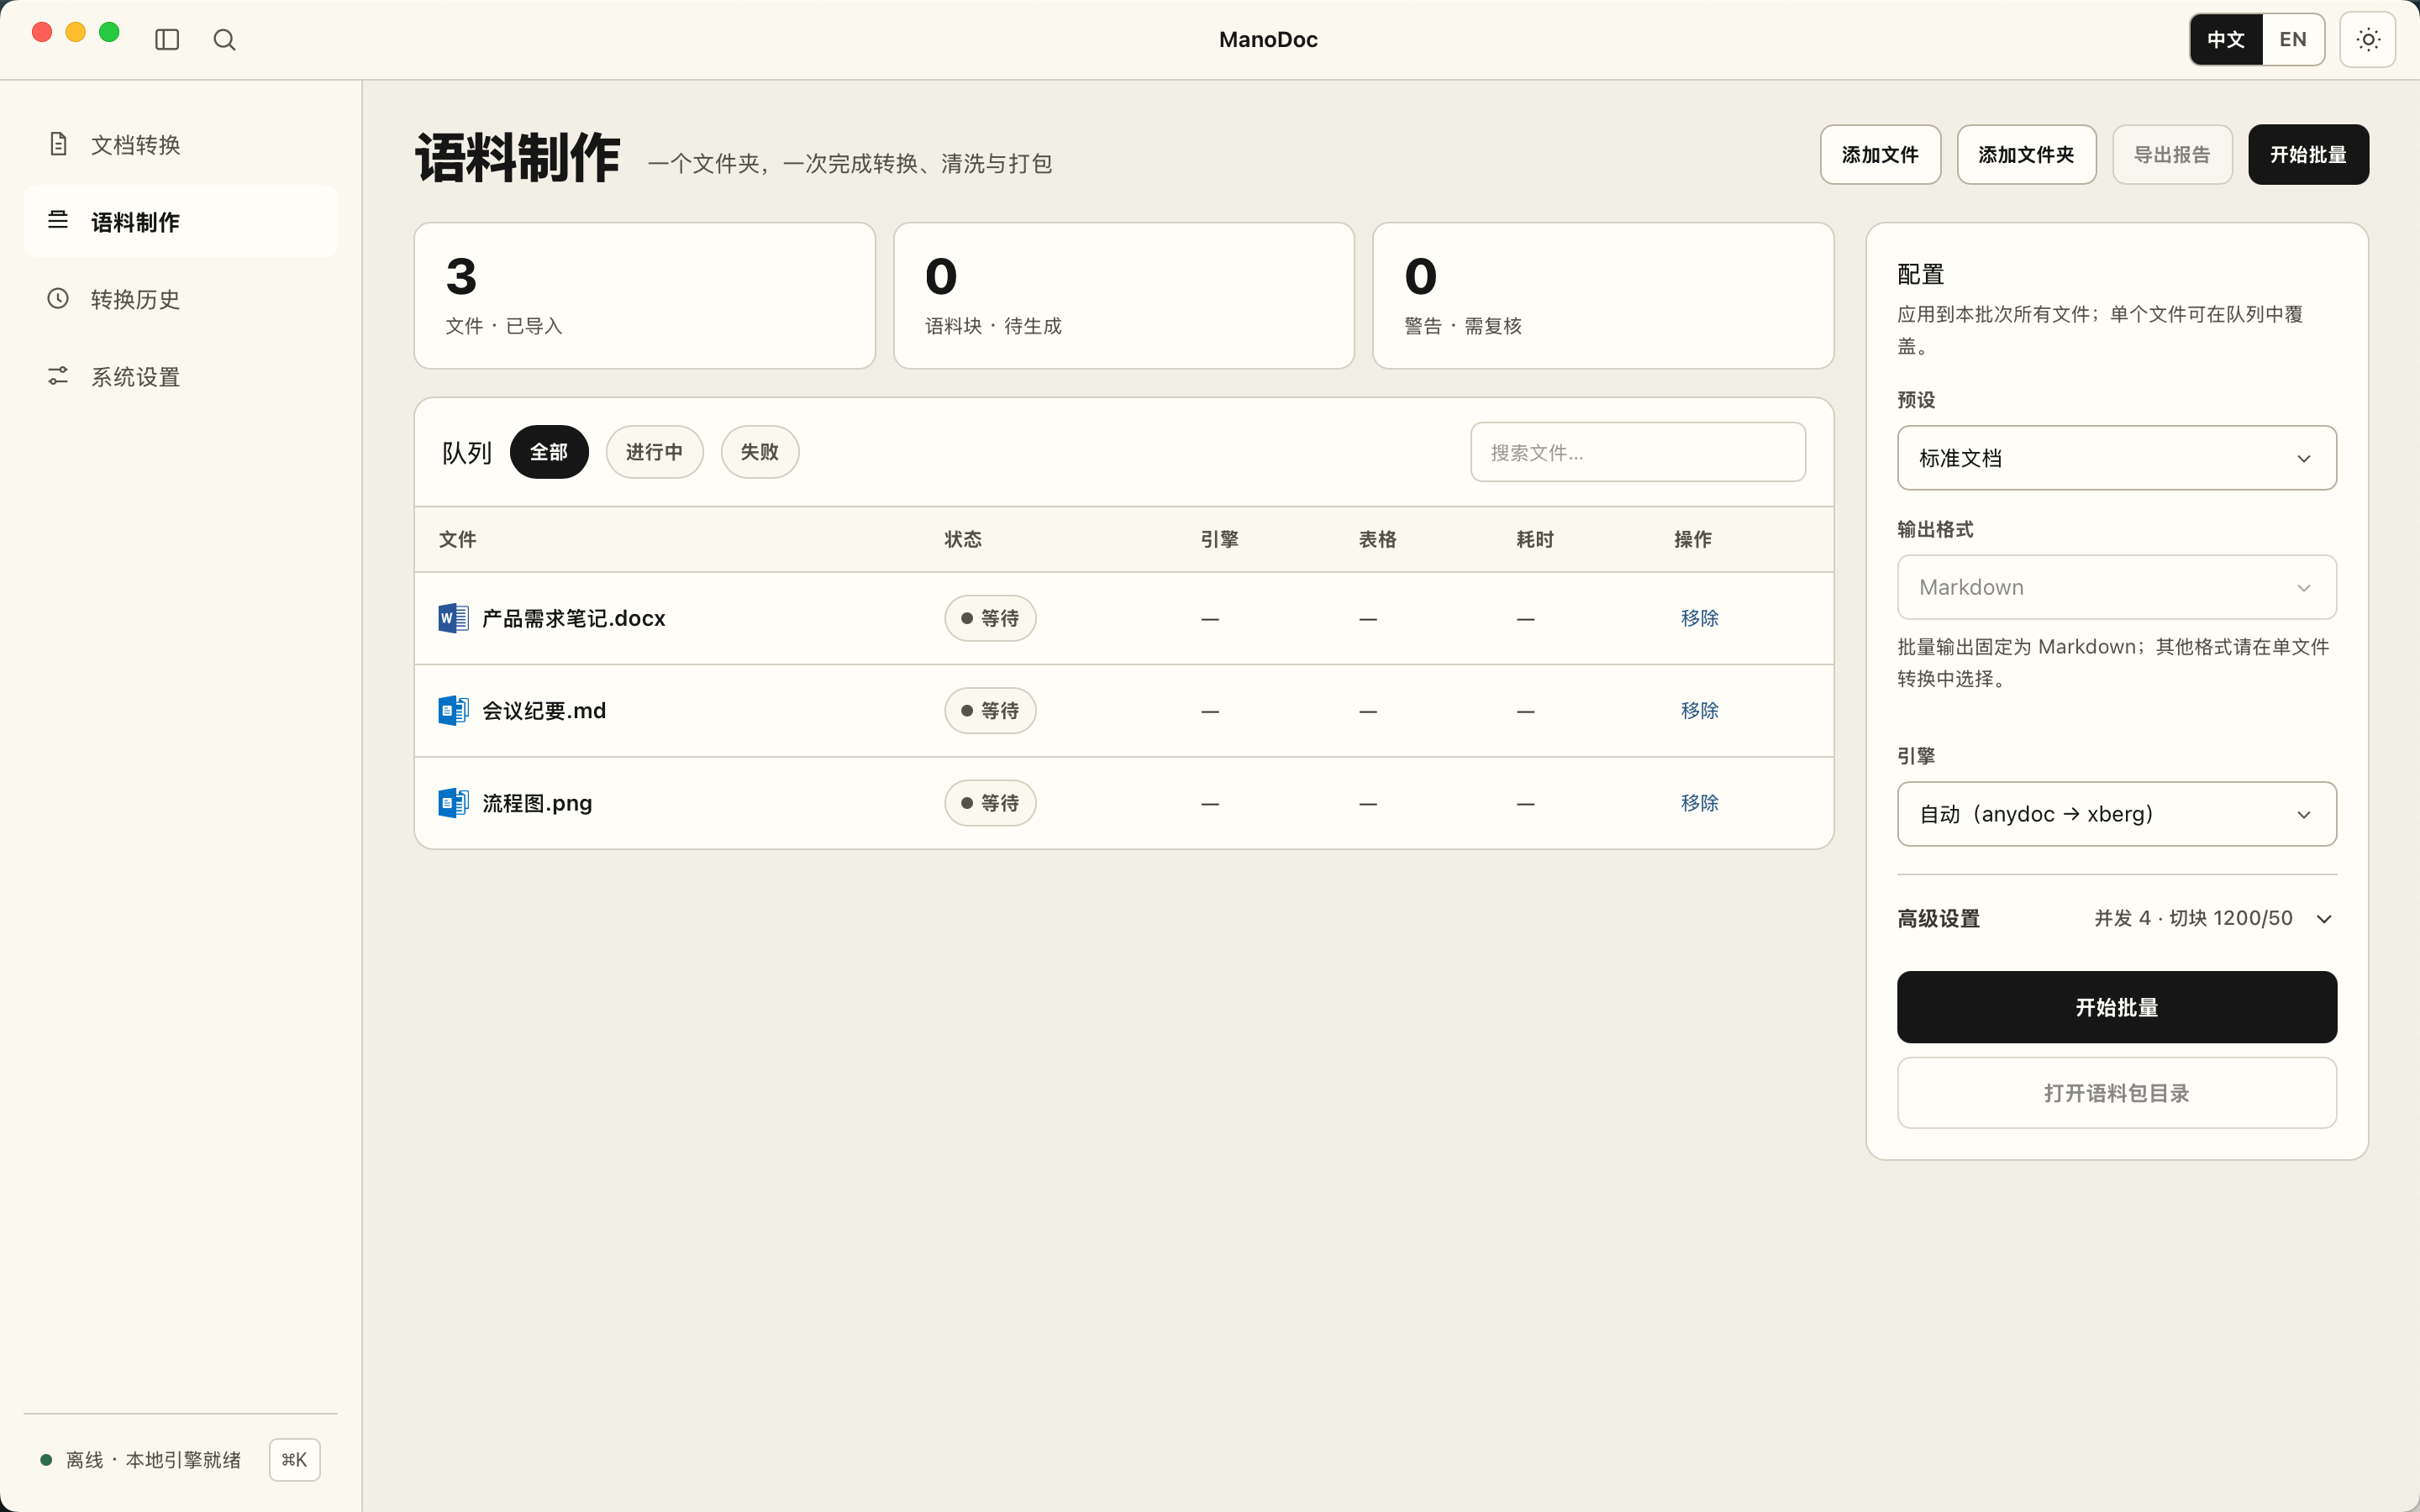 ManoDoc
中文
EN
文档转换
语料制作
转换历史
系统设置
离线 · 本地引擎就绪
⌘K
语料制作
一个文件夹，一次完成转换、清洗与打包
添加文件
添加文件夹
导出报告
开始批量
3
文件 · 已导入
0
语料块 · 待生成
0
警告 · 需复核
队列
全部
进行中
失败
搜索文件...
文件 状态 引擎 表格 耗时 操作
产品需求笔记.docx 等待 — — — 移除
会议纪要.md 等待 — — — 移除
流程图.png 等待 — — — 移除
配置
应用到本批次所有文件；单个文件可在队列中覆
盖。
预设
标准文档
输出格式
Markdown
批量输出固定为 Markdown；其他格式请在单文件
转换中选择。
引擎
自动（anydoc → xberg）
高级设置
并发 4 · 切块 1200/50
开始批量
打开语料包目录